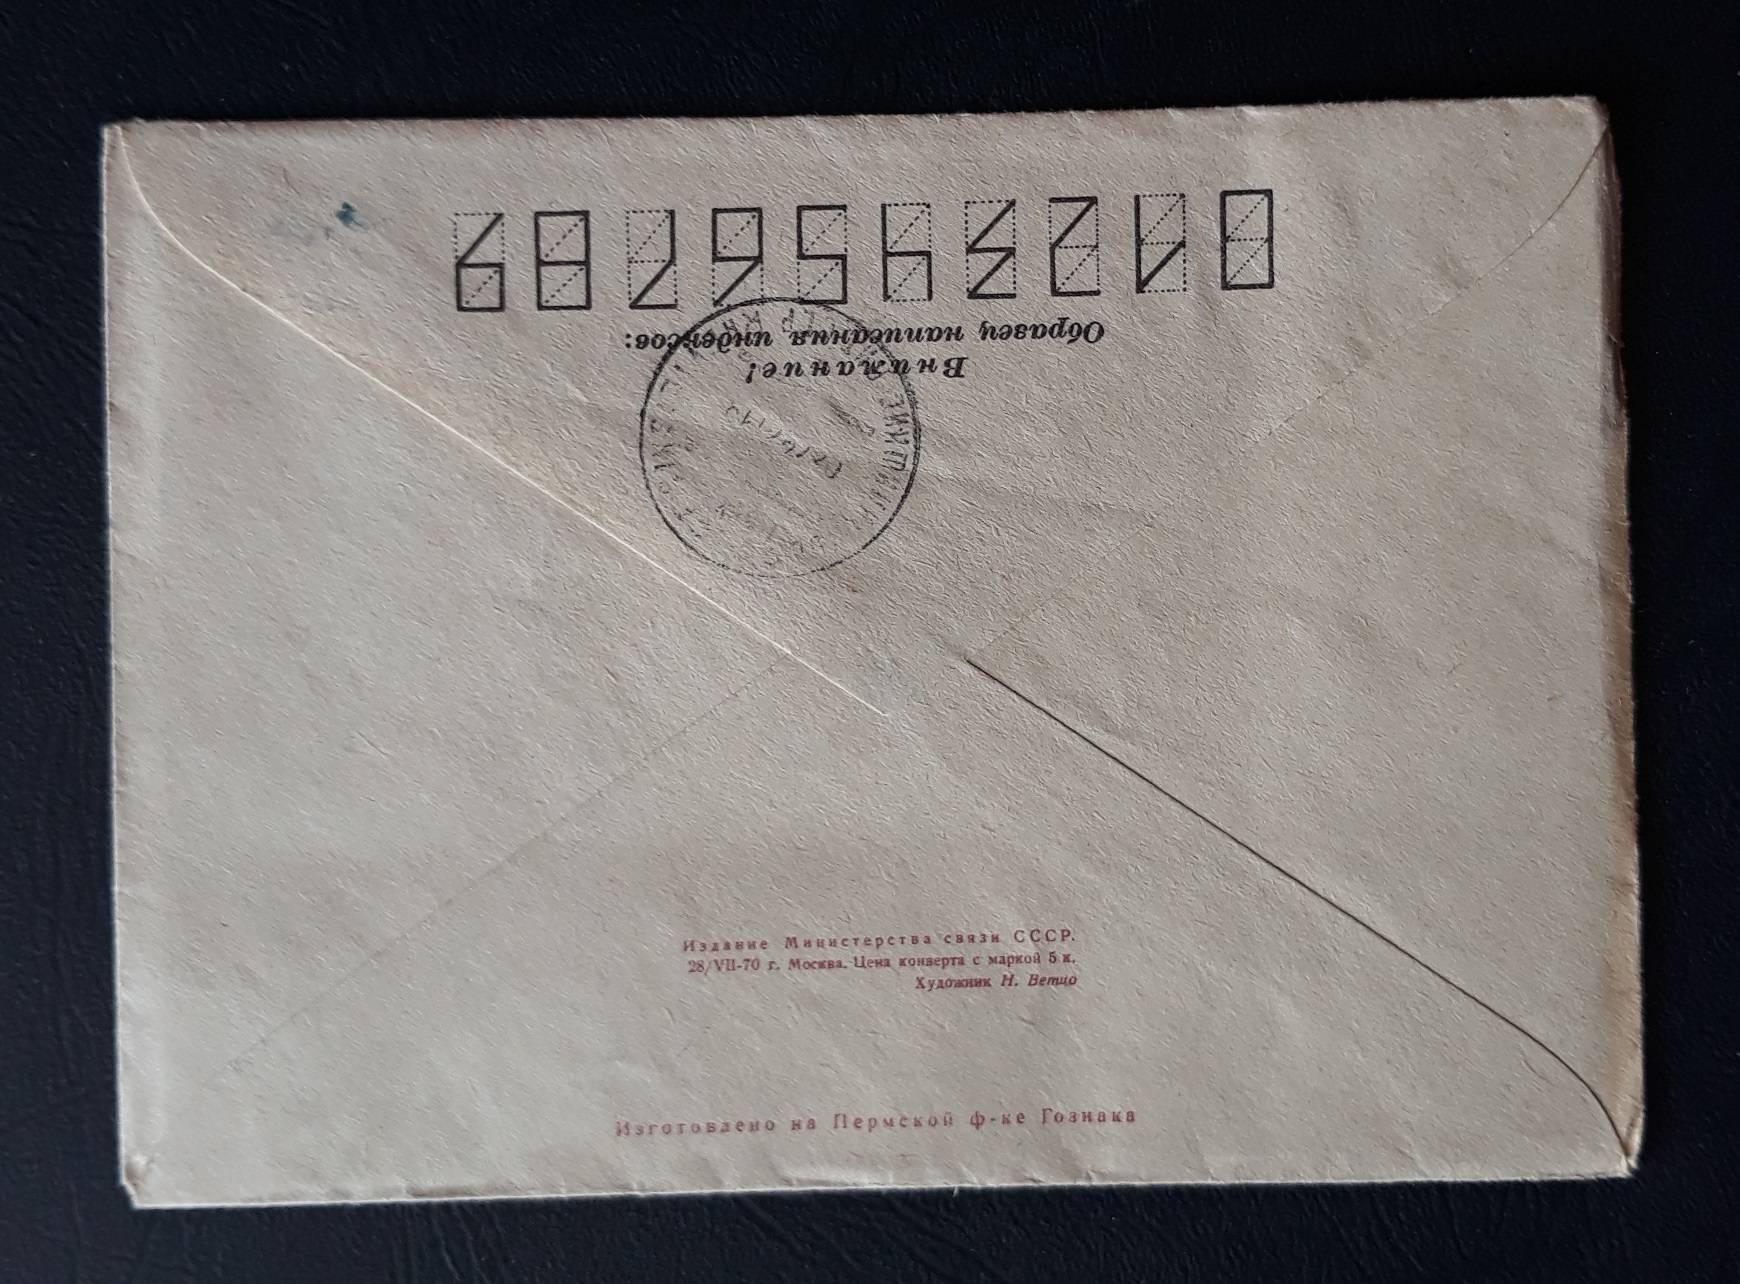 0123456789
Образец написания индексов:
Внимание!
Издание Министерства связи СССР.
28/VII-70 г. Москва. Цена конверта с маркой 5 к.
Художник Н. Ветцо
Изготовлено на Пермской ф-ке Гознака